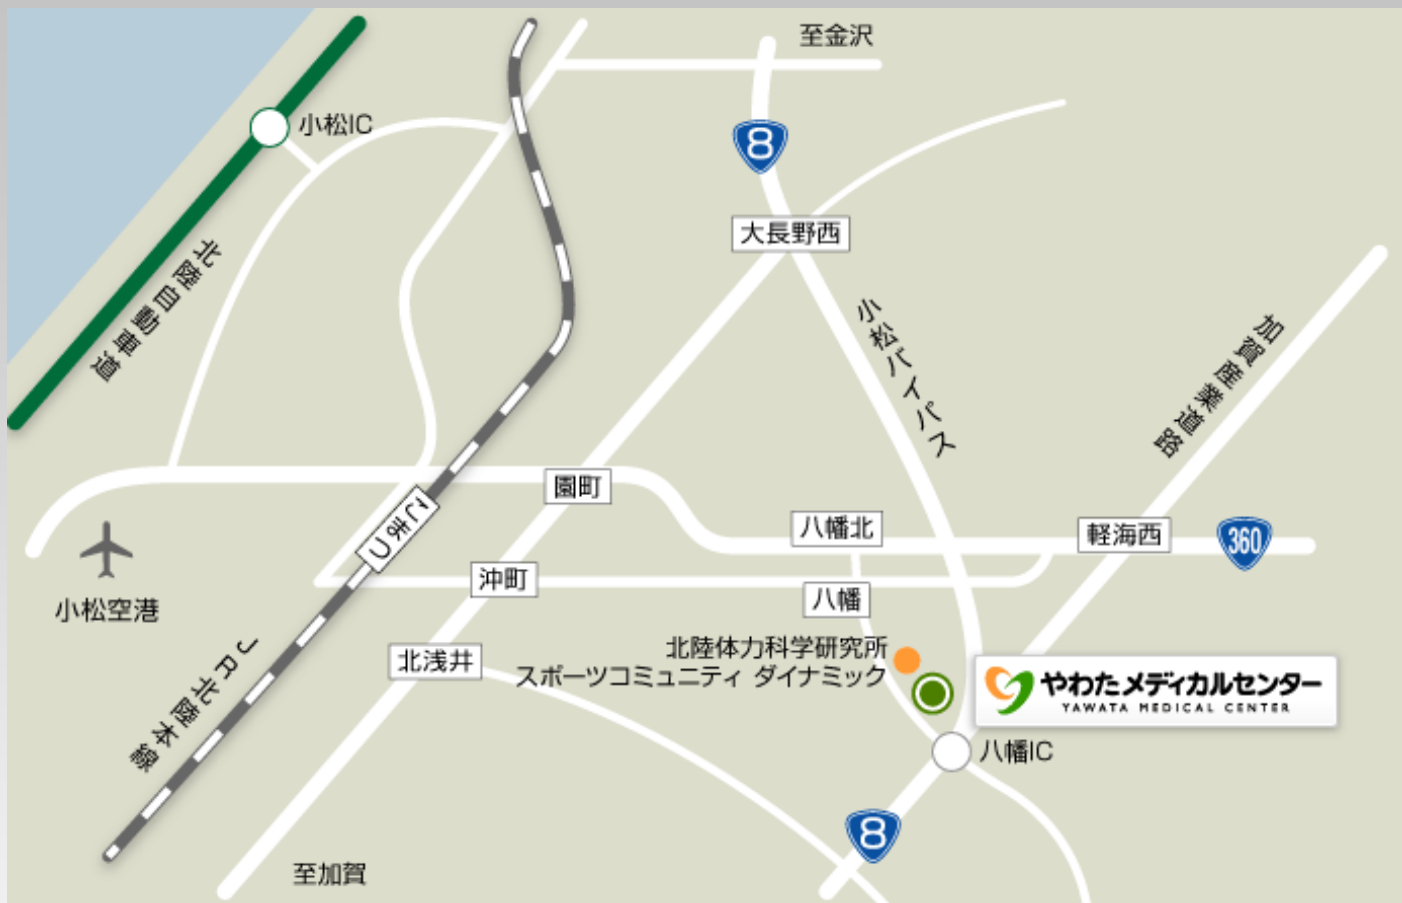 至金沢
小松IC
8
大長野西
北陸自動車道
小松バイパス
加賀産業道路
園町
こまつ
八幡北
軽海西
360
沖町
八幡
小松空港
北浅井
北陸体力科学研究所
スポーツコミュニティ ダイナミック
やわたメディカルセンター
YAWATA MEDICAL CENTER
JR北陸本線
八幡IC
8
至加賀